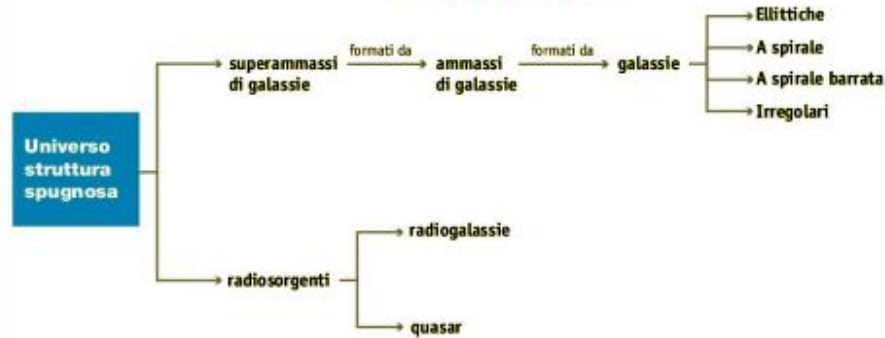 Universo
struttura
spugnosa
superammassi
di galassie
formati da
ammassi
di galassie
formati da
galassie
Ellittiche
A spirale
A spirale barrata
Irregolari
radiosorgenti
radiogalassie
quasar